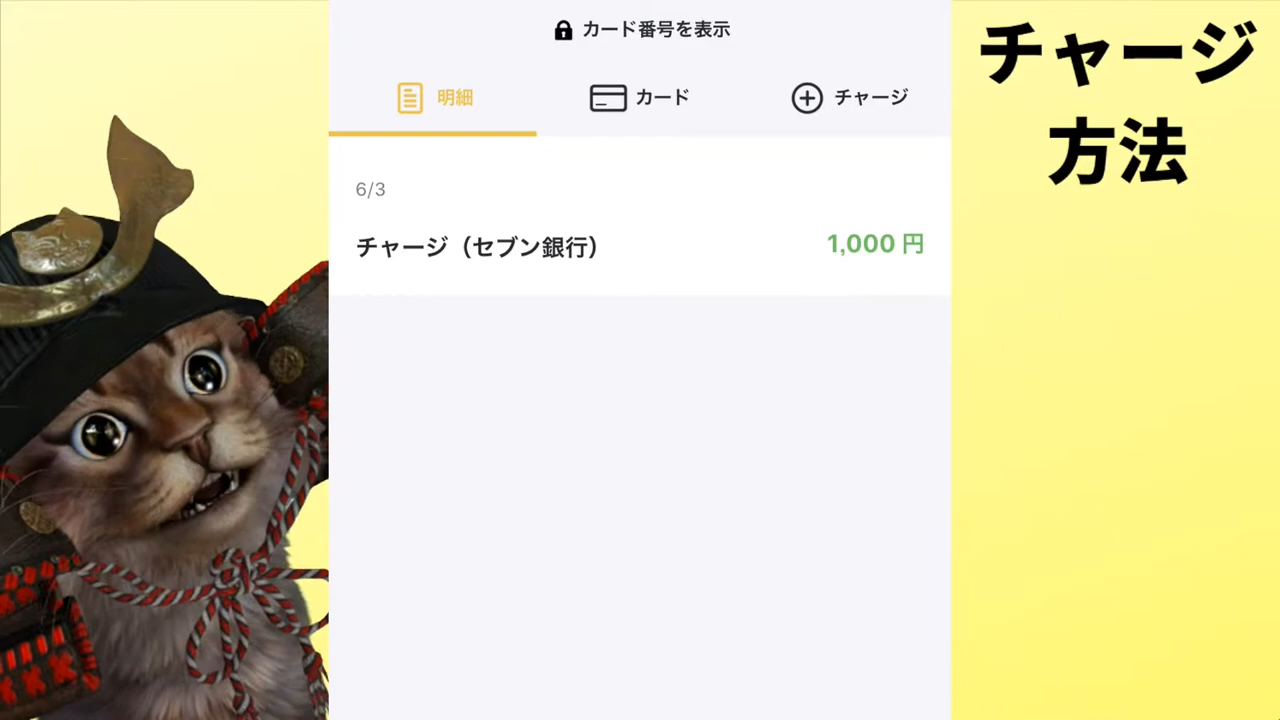 カード番号を表示
明細
カード
チャージ
6/3
チャージ（セブン銀行）
1,000 円
チャージ
方法